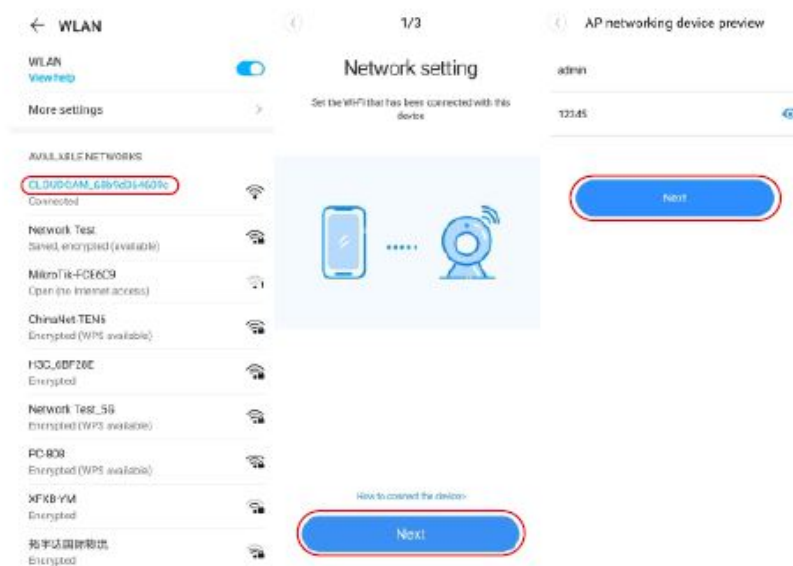 WLAN
WLAN
View help
More settings
AVAILABLE NETWORKS
Connected
Network Test
Saved, encrypted (available)
MikroTik-FCE6C9
Open (no Internet access)
ChinaNet-TEN6
Encrypted (WPS available)
H3C_6BF28E
Encrypted
Network Test_5G
Encrypted (WPS available)
PC-808
Encrypted (WPS available)
XFXB-YM
Encrypted
Encrypted
1/3
Network setting
Set the Wi-Fi that has been connected with this
device
How to connect the device>
Next
AP networking device preview
admin
12345
Next